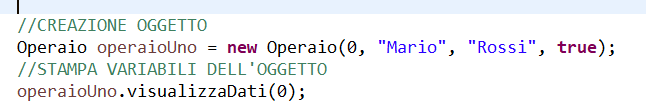 //CREAZIONE OGGETTO
Operaio operaioUno = new Operaio(0, "Mario", "Rossi", true);
//STAMPA VARIABILI DELL'OGGETTO
operaioUno.visualizzaDati(0);